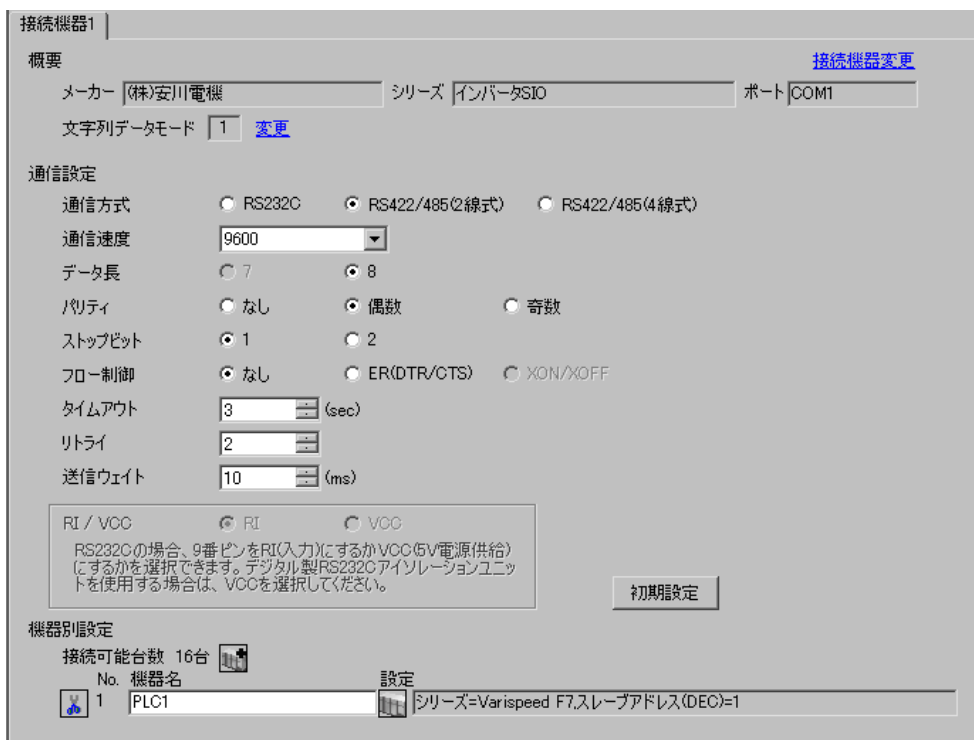 接続機器1
概要 接続機器変更
メーカー (株)安川電機 シリーズ インバータSIO ポート COM1
文字列データモード 1 変更
通信設定
通信方式 RS232C RS422/485(2線式) RS422/485(4線式)
通信速度 9600
データ長 7 8
パリティ なし 偶数 奇数
ストップビット 1 2
フロー制御 なし ER(DTR/CTS) XON/XOFF
タイムアウト 3 (sec)
リトライ 2
送信ウェイト 10 (ms)
RI / VCC RI VCC
RS232Cの場合、9番ピンをRI(入力)にするかVCC(5V電源供給)
にするかを選択できます。デジタル製RS232Cアイソレーションユニッ
トを使用する場合は、VCCを選択してください。
初期設定
機器別設定
接続可能台数 16台
No. 機器名 設定
1 PLC1 シリーズ=Varispeed F7,スレーブアドレス(DEC)=1